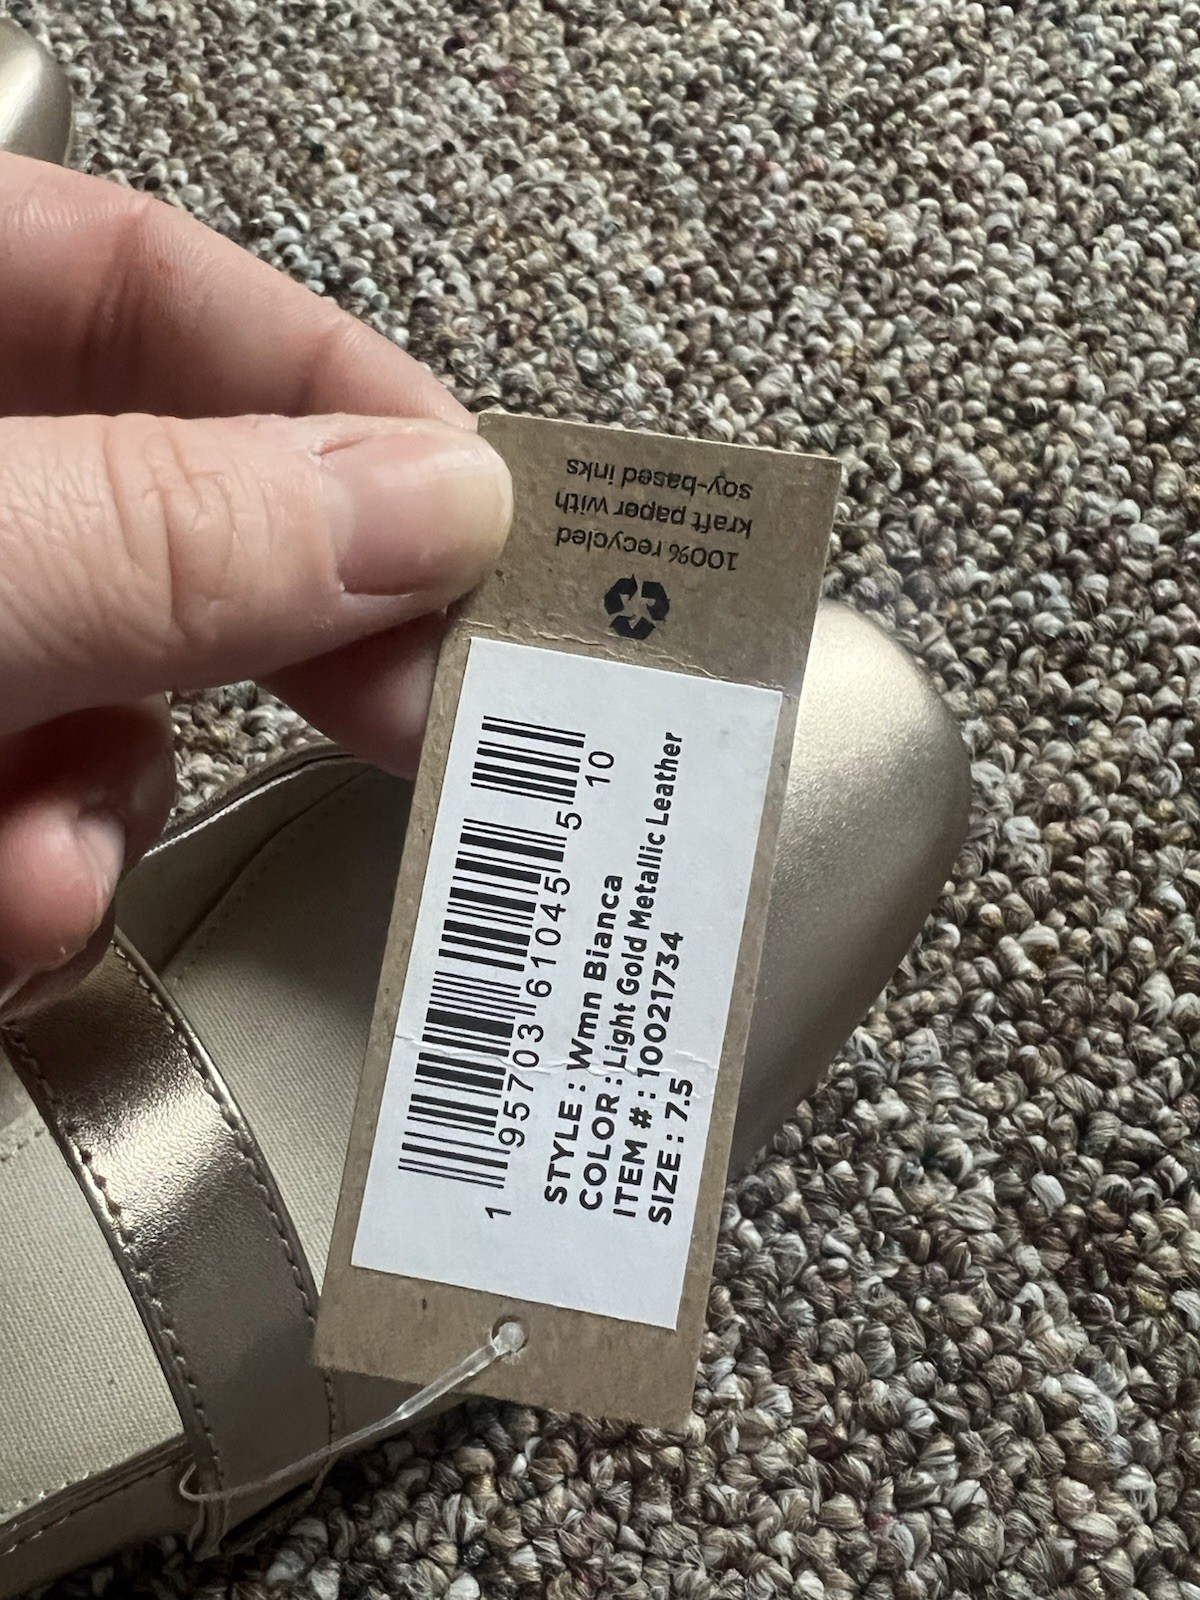 100% recycled
kraft paper with
soy-based inks
1 95703 61045 5 10
STYLE : Wmn Bianca
COLOR : Light Gold Metallic Leather
ITEM # : 10021734
SIZE : 7.5